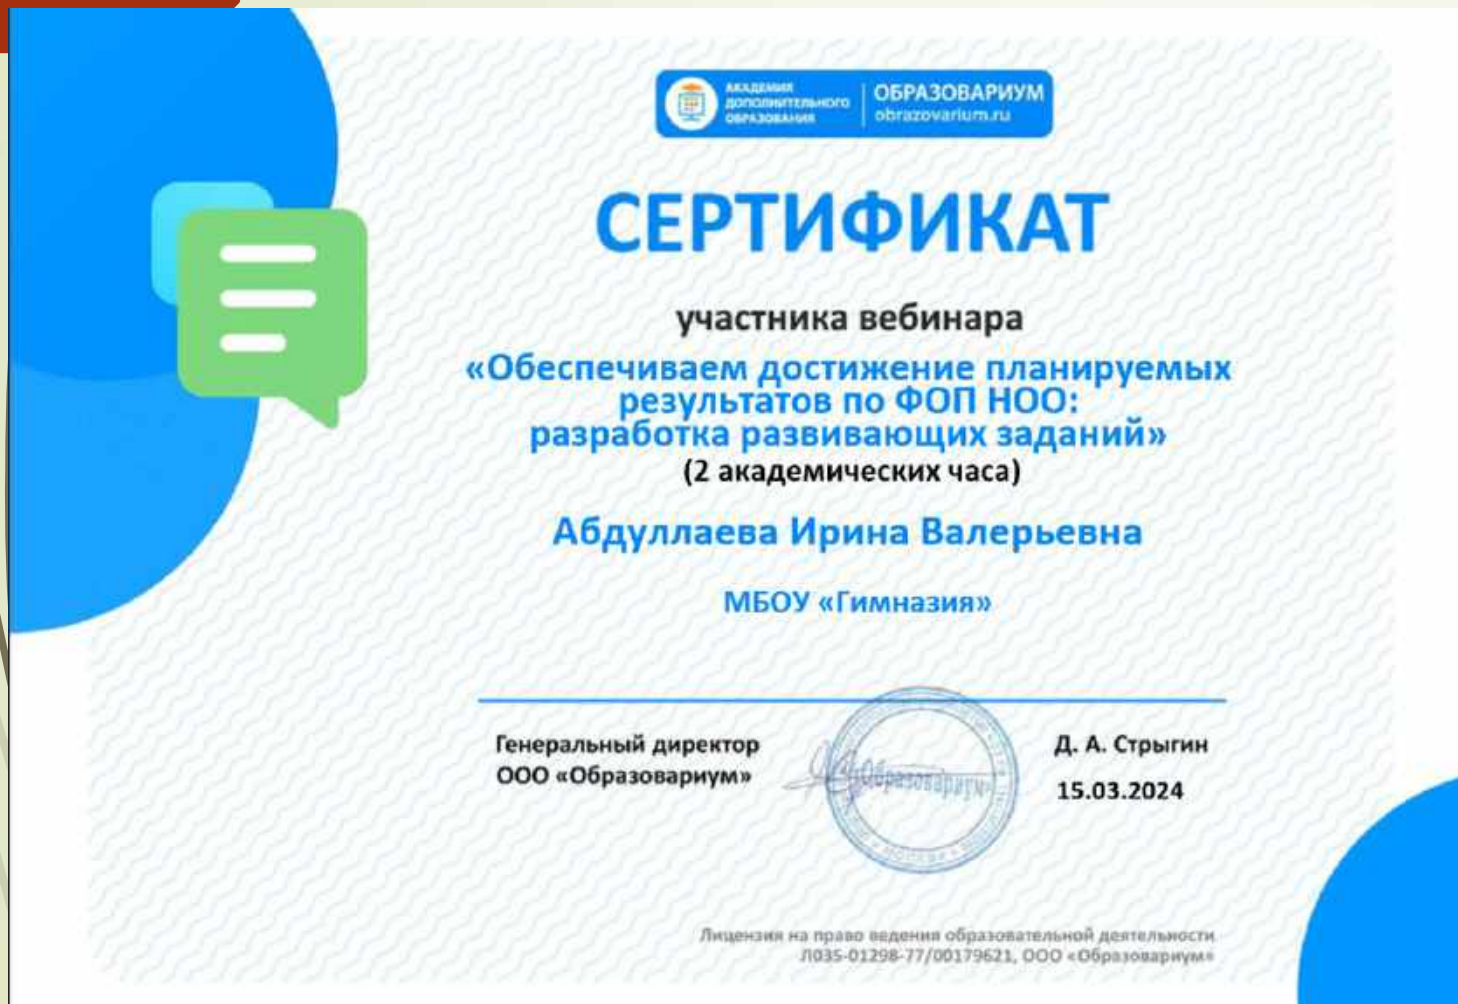 АКАДЕМИЯ
ДОПОЛНИТЕЛЬНОГО
ОБРАЗОВАНИЯ
ОБРАЗОВАРИУМ
obrazovarium.ru
СЕРТИФИКАТ
участника вебинара
«Обеспечиваем достижение планируемых
результатов по ФОП НОО:
разработка развивающих заданий»
(2 академических часа)
Абдуллаева Ирина Валерьевна
МБОУ «Гимназия»
Генеральный директор
ООО «Образовариум»
«Образовариум»
МОСКВА
Д. А. Стрыгин
15.03.2024
Лицензия на право ведения образовательной деятельности
Л035-01298-77/00179621, ООО «Образовариум»